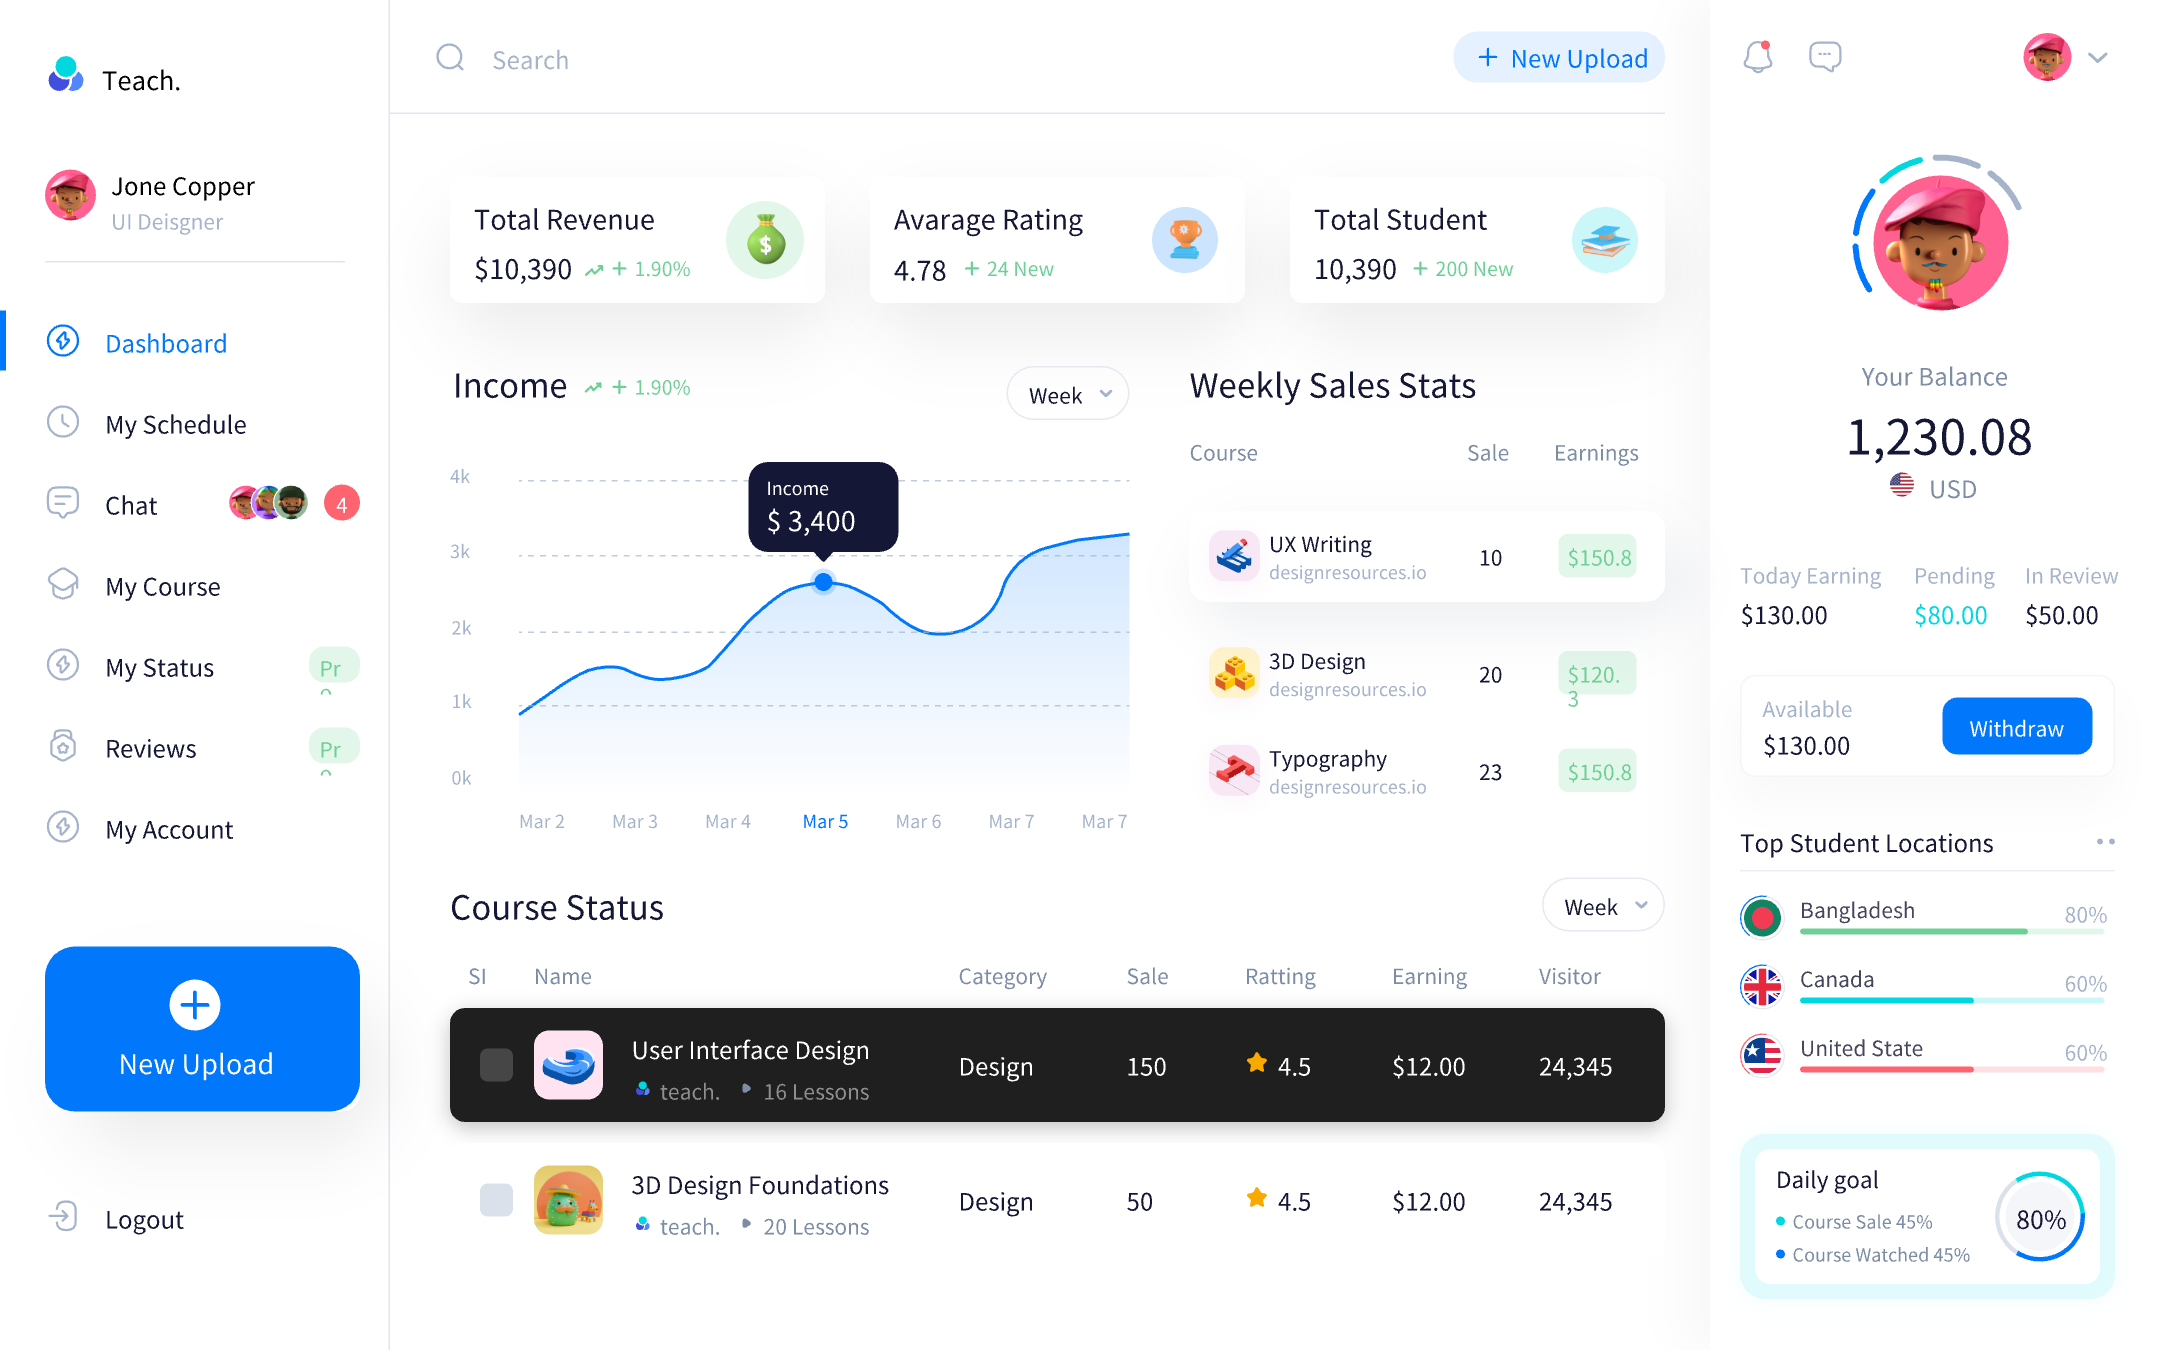 Teach.
Jone Copper
UI Deisgner
Dashboard
My Schedule
Chat
4
My Course
My Status
Pr
Reviews
Pr
My Account
New Upload
Logout
Search
+ New Upload
Total Revenue
$10,390 + 1.90%
$
Avarage Rating
4.78 + 24 New
Total Student
10,390 + 200 New
Income + 1.90%
Week
4k
3k
2k
1k
0k
Income
$ 3,400
Mar 2 Mar 3 Mar 4 Mar 5 Mar 6 Mar 7 Mar 7
Weekly Sales Stats
Course Sale Earnings
UX Writing
designresources.io
10 $150.8
3D Design
designresources.io
20 $120.
3
Typography
designresources.io
23 $150.8
Course Status
Week
SI Name Category Sale Ratting Earning Visitor
User Interface Design
teach. 16 Lessons
Design 150 4.5 $12.00 24,345
3D Design Foundations
teach. 20 Lessons
Design 50 4.5 $12.00 24,345
Your Balance
1,230.08
USD
Today Earning Pending In Review
$130.00 $80.00 $50.00
Available
$130.00
Withdraw
Top Student Locations
Bangladesh 80%
Canada 60%
United State 60%
Daily goal
Course Sale 45%
Course Watched 45%
80%